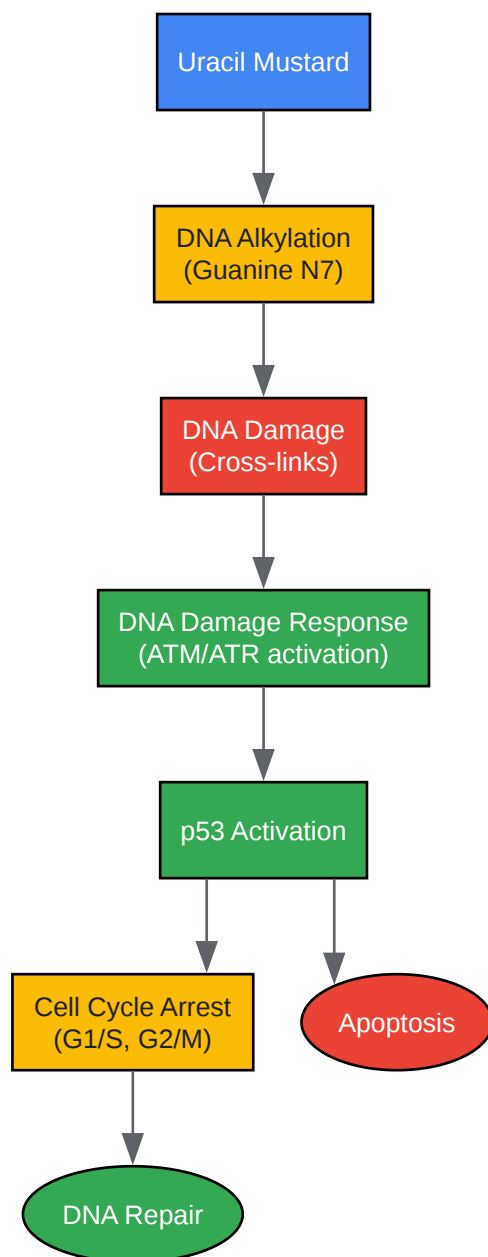 Uracil Mustard
DNA Alkylation
(Guanine N7)
DNA Damage
(Cross-links)
DNA Damage Response
(ATM/ATR activation)
p53 Activation
Cell Cycle Arrest
(G1/S, G2/M)
Apoptosis
DNA Repair